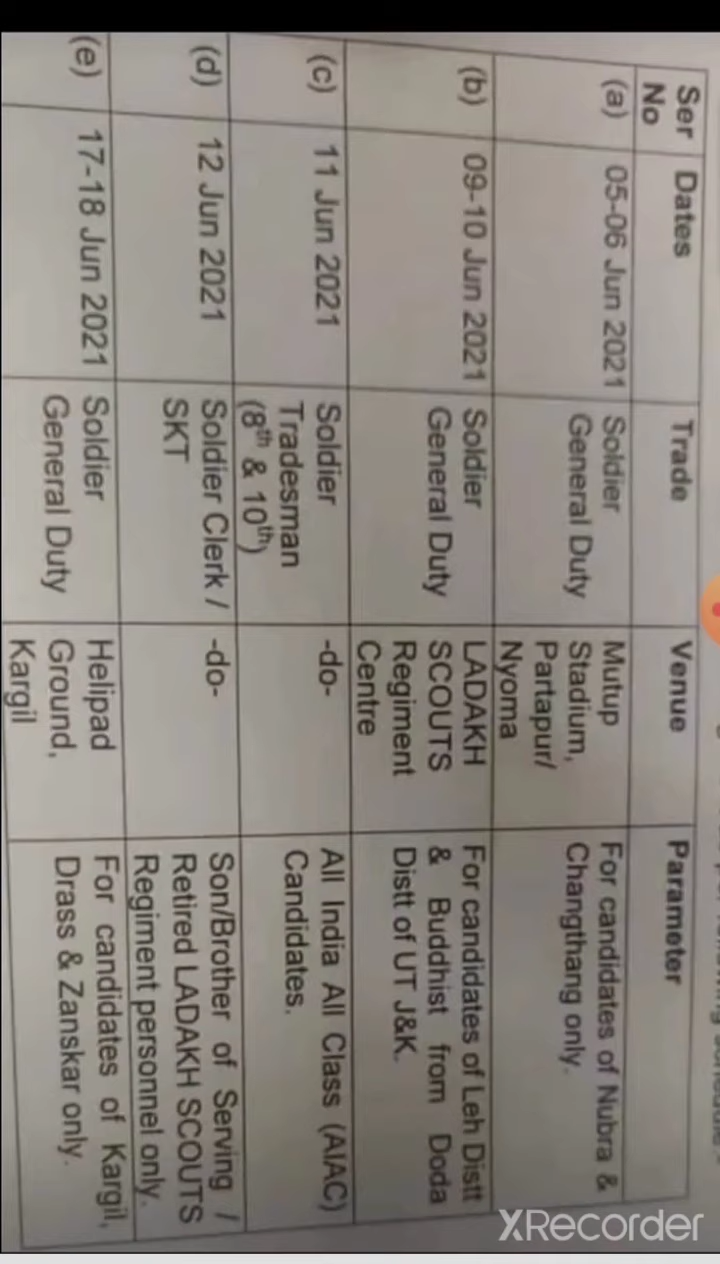 Ser No Dates Trade Venue Parameter
(a) 05-06 Jun 2021 Soldier General Duty Mutup Stadium, Partapur/ Nyoma For candidates of Nubra & Changthang only.
(b) 09-10 Jun 2021 Soldier General Duty LADAKH SCOUTS Regiment Centre For candidates of Leh Distt & Buddhist from Doda Distt of UT J&K.
(c) 11 Jun 2021 Soldier Tradesman (8th & 10th) -do- All India All Class (AIAC) Candidates.
(d) 12 Jun 2021 Soldier Clerk / SKT -do- Son/Brother of Serving / Retired LADAKH SCOUTS Regiment personnel only.
(e) 17-18 Jun 2021 Soldier General Duty Helipad Ground, Kargil For candidates of Kargil, Drass & Zanskar only.
XRecorder